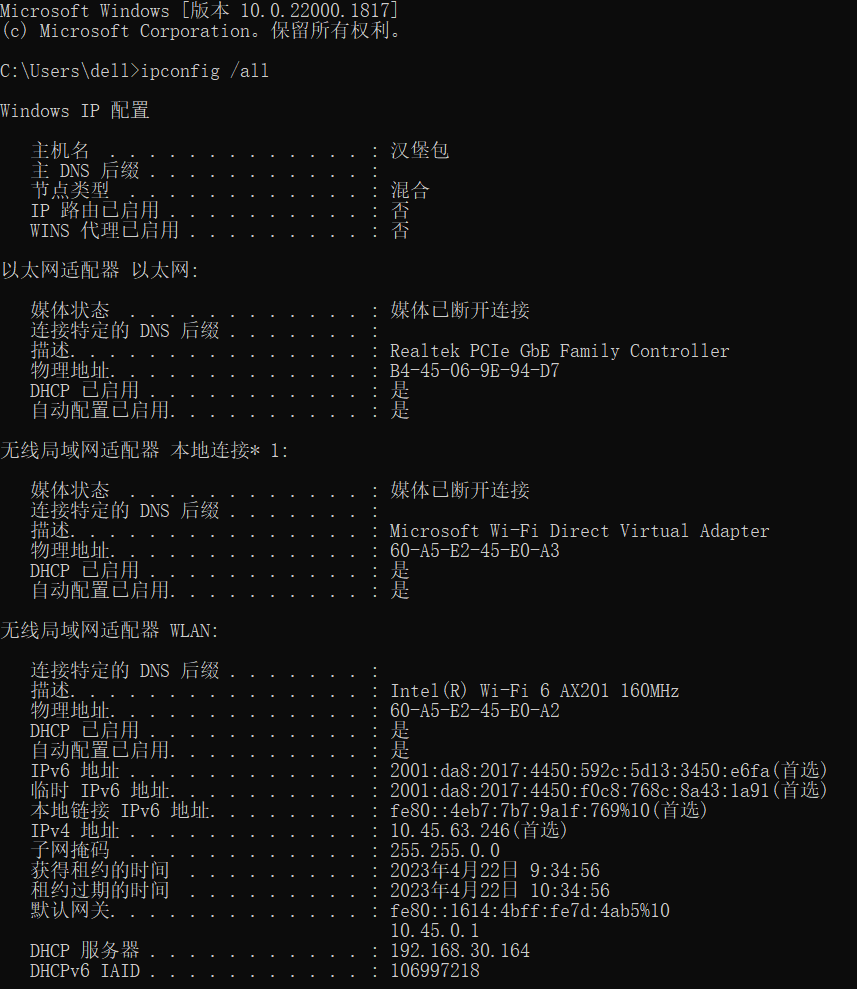 Microsoft Windows [版本 10.0.22000.1817]
(c) Microsoft Corporation。保留所有权利。
C:\Users\dell>ipconfig /all
Windows IP 配置
主机名 . . . . . . . . . . . . . : 汉堡包
主 DNS 后缀 . . . . . . . . . . . :
节点类型 . . . . . . . . . . . . : 混合
IP 路由已启用 . . . . . . . . . . : 否
WINS 代理已启用 . . . . . . . . . : 否
以太网适配器 以太网:
媒体状态 . . . . . . . . . . . . : 媒体已断开连接
连接特定的 DNS 后缀 . . . . . . . :
描述. . . . . . . . . . . . . . . : Realtek PCIe GbE Family Controller
物理地址. . . . . . . . . . . . . : B4-45-06-9E-94-D7
DHCP 已启用 . . . . . . . . . . . : 是
自动配置已启用. . . . . . . . . . : 是
无线局域网适配器 本地连接* 1:
媒体状态 . . . . . . . . . . . . : 媒体已断开连接
连接特定的 DNS 后缀 . . . . . . . :
描述. . . . . . . . . . . . . . . : Microsoft Wi-Fi Direct Virtual Adapter
物理地址. . . . . . . . . . . . . : 60-A5-E2-45-E0-A3
DHCP 已启用 . . . . . . . . . . . : 是
自动配置已启用. . . . . . . . . . : 是
无线局域网适配器 WLAN:
连接特定的 DNS 后缀 . . . . . . . :
描述. . . . . . . . . . . . . . . : Intel(R) Wi-Fi 6 AX201 160MHz
物理地址. . . . . . . . . . . . . : 60-A5-E2-45-E0-A2
DHCP 已启用 . . . . . . . . . . . : 是
自动配置已启用. . . . . . . . . . : 是
IPv6 地址 . . . . . . . . . . . . : 2001:da8:2017:4450:592c:5d13:3450:e6fa(首选)
临时 IPv6 地址. . . . . . . . . . : 2001:da8:2017:4450:f0c8:768c:8a43:1a91(首选)
本地链接 IPv6 地址. . . . . . . . : fe80::4eb7:7b7:9a1f:769%10(首选)
IPv4 地址 . . . . . . . . . . . . : 10.45.63.246(首选)
子网掩码 . . . . . . . . . . . . : 255.255.0.0
获得租约的时间 . . . . . . . . . : 2023年4月22日 9:34:56
租约过期的时间 . . . . . . . . . : 2023年4月22日 10:34:56
默认网关. . . . . . . . . . . . . : fe80::1614:4bff:fe7d:4ab5%10
10.45.0.1
DHCP 服务器 . . . . . . . . . . . : 192.168.30.164
DHCPv6 IAID . . . . . . . . . . . : 106997218